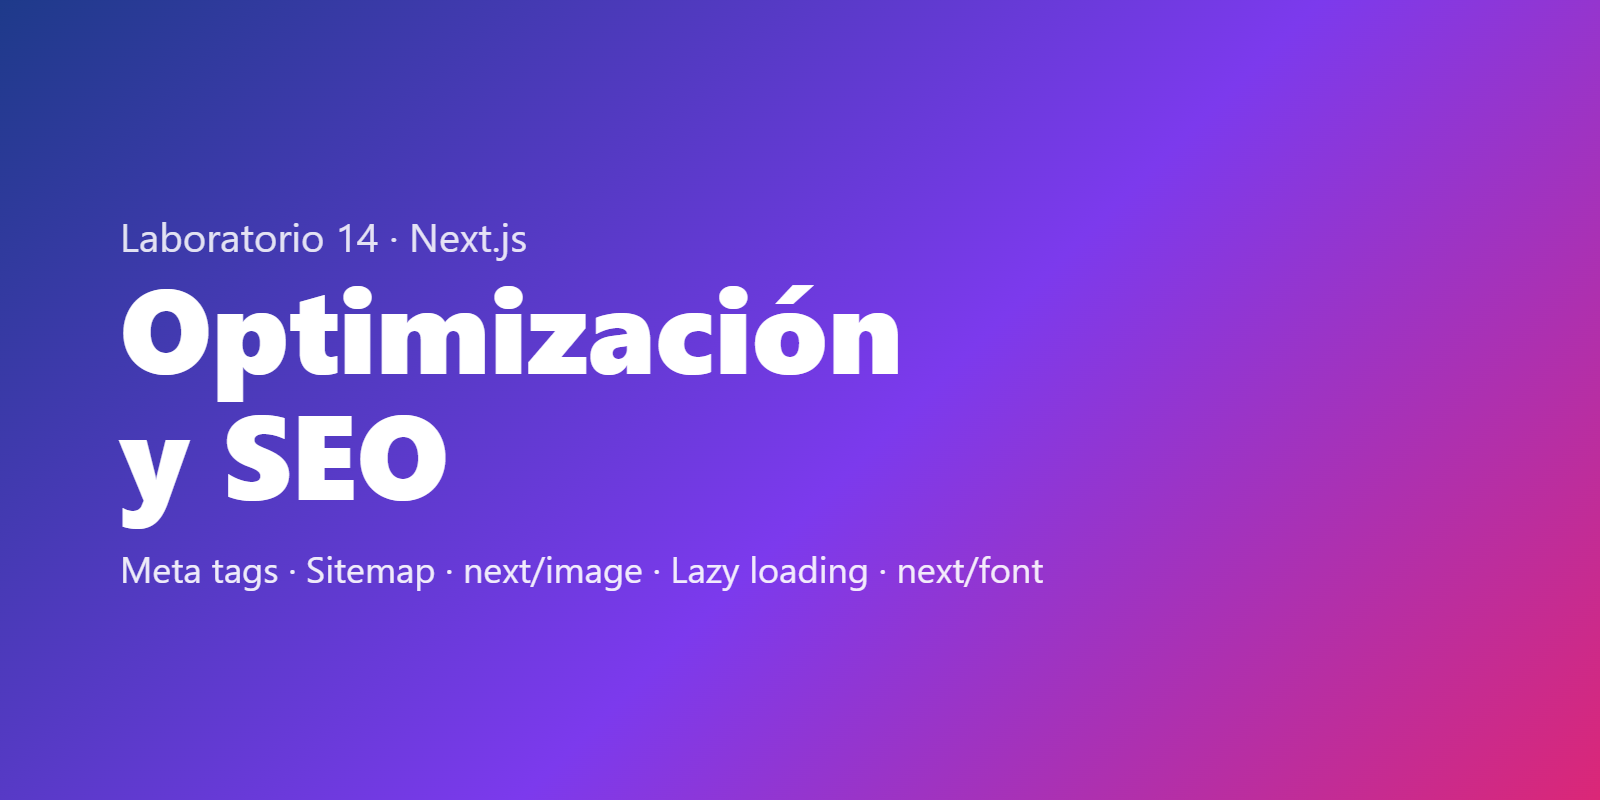 Laboratorio 14 · Next.js
Optimización
y SEO
Meta tags · Sitemap · next/image · Lazy loading · next/font